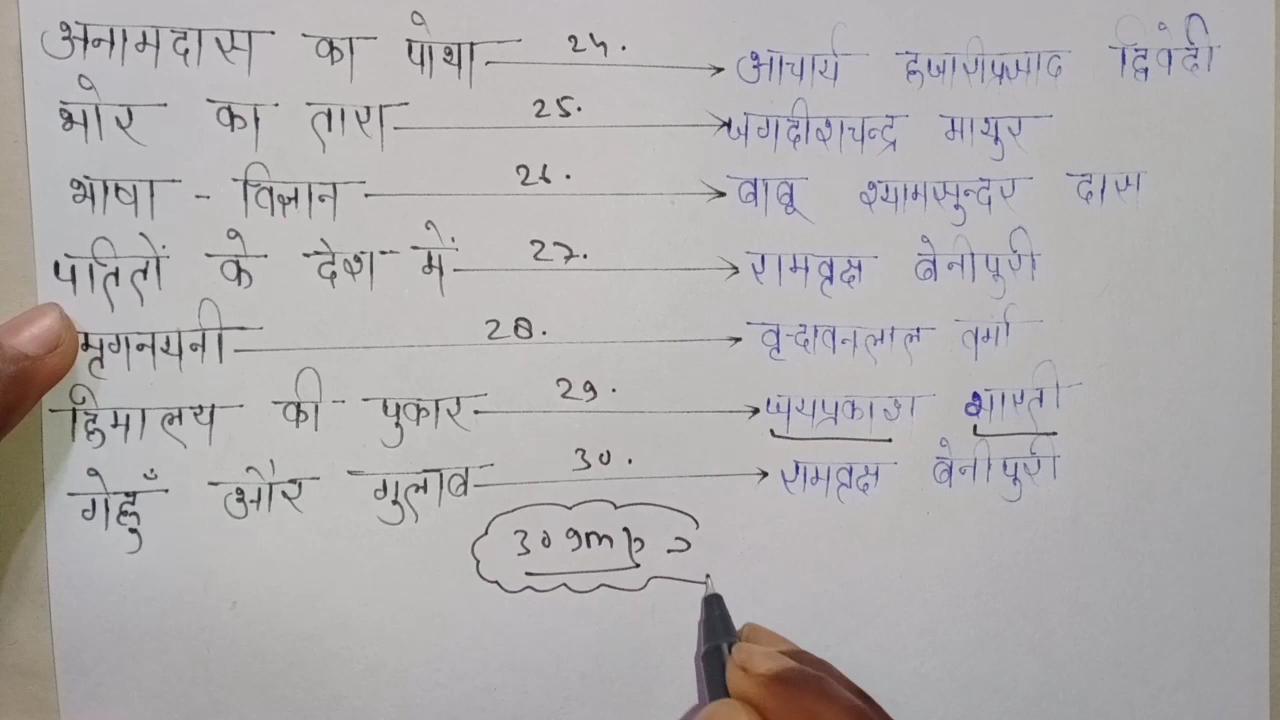 अनामदास का पोथा 24. आचार्य हजारीप्रसाद द्विवेदी
भोर का तारा 25. जगदीशचन्द्र माथुर
भाषा - विज्ञान 26. बाबू श्यामसुन्दर दास
पतितों के देश में 27. रामवृक्ष बेनीपुरी
मृगनयनी 28. वृन्दावनलाल वर्मा
हिमालय की पुकार 29. जयप्रकाश भारती
गेहुँ और गुलाब 30. रामवृक्ष बेनीपुरी
30 gmp